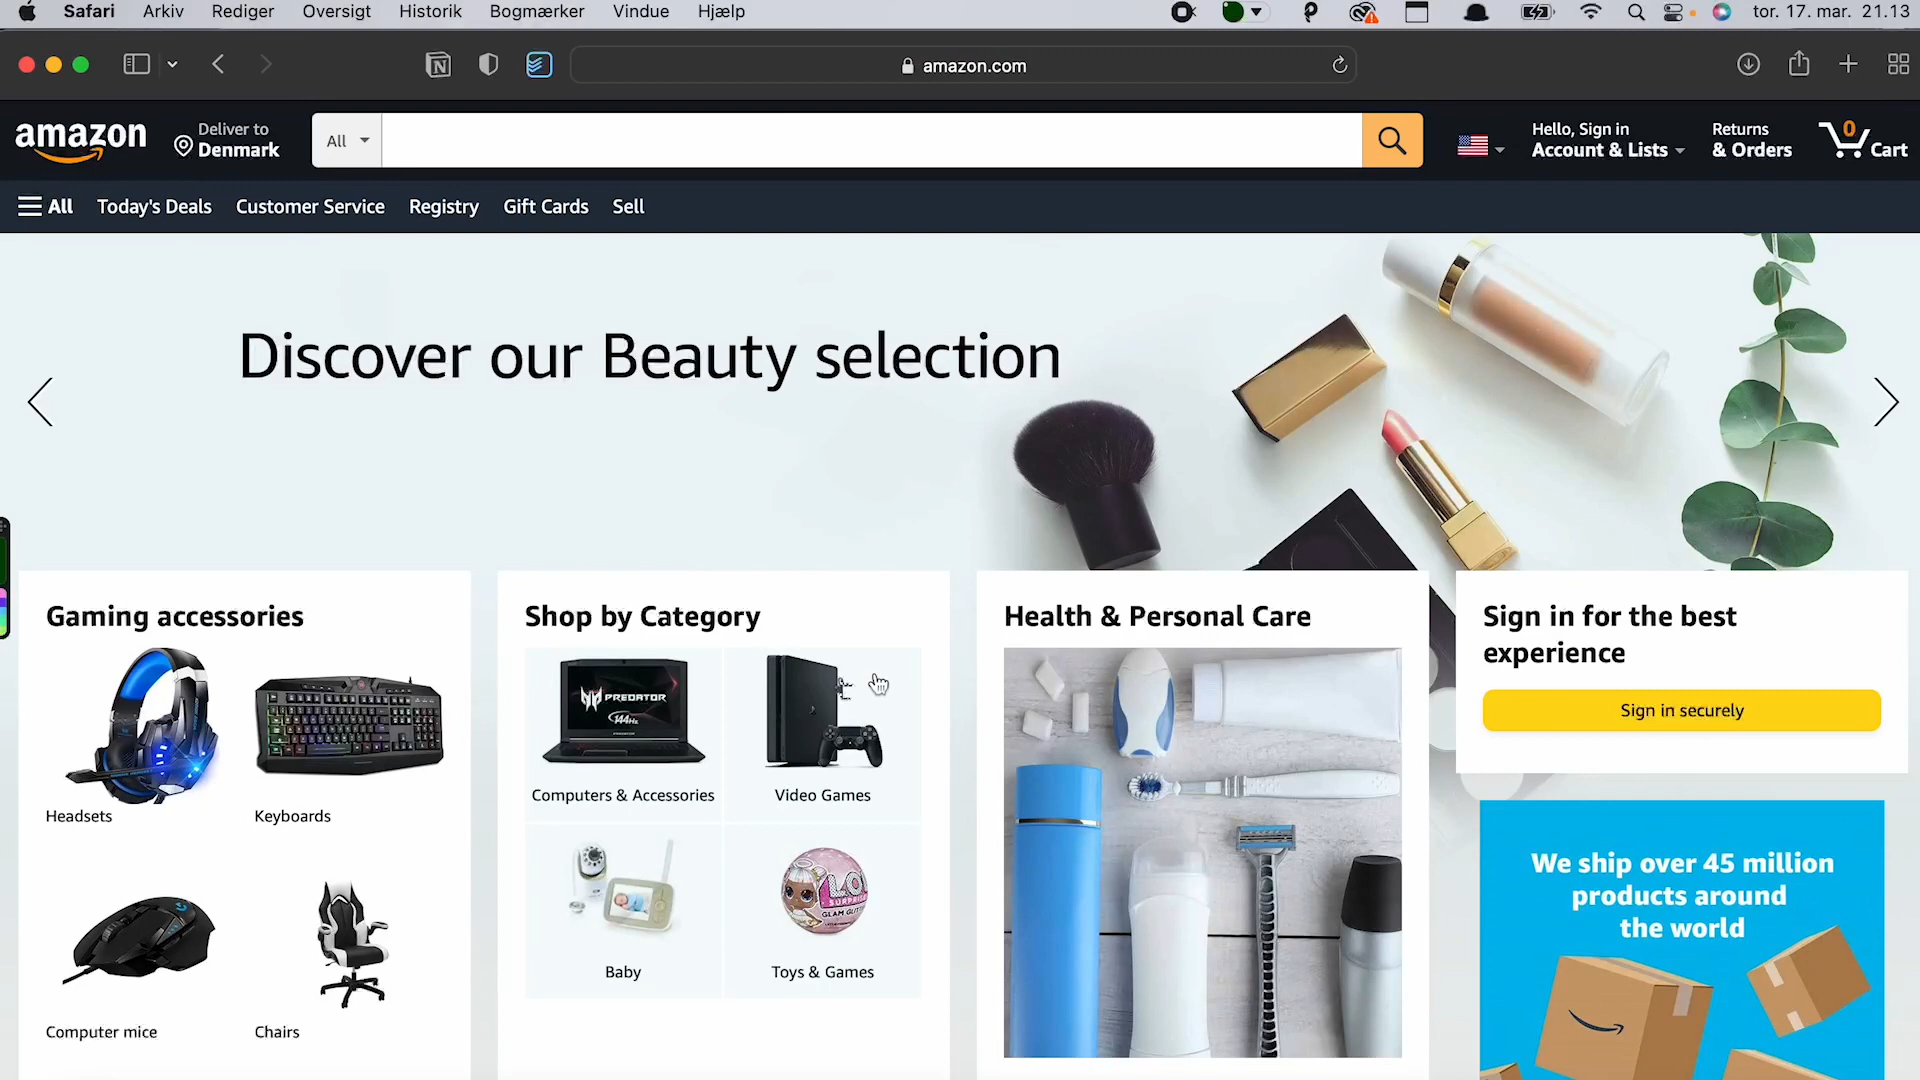 Safari Arkiv Rediger Oversigt Historik Bogmærker Vindue Hjælp tor. 17. mar. 21.13
amazon.com
amazon
Deliver to
Denmark
All
Hello, Sign in
Account & Lists
Returns
& Orders
0
Cart
All Today's Deals Customer Service Registry Gift Cards Sell
Discover our Beauty selection
Gaming accessories
Headsets
Keyboards
Computer mice
Chairs
Shop by Category
PREDATOR
144Hz
Computers & Accessories
Video Games
Baby
SURPRISE
Toys & Games
Health & Personal Care
Sign in for the best
experience
Sign in securely
We ship over 45 million
products around
the world